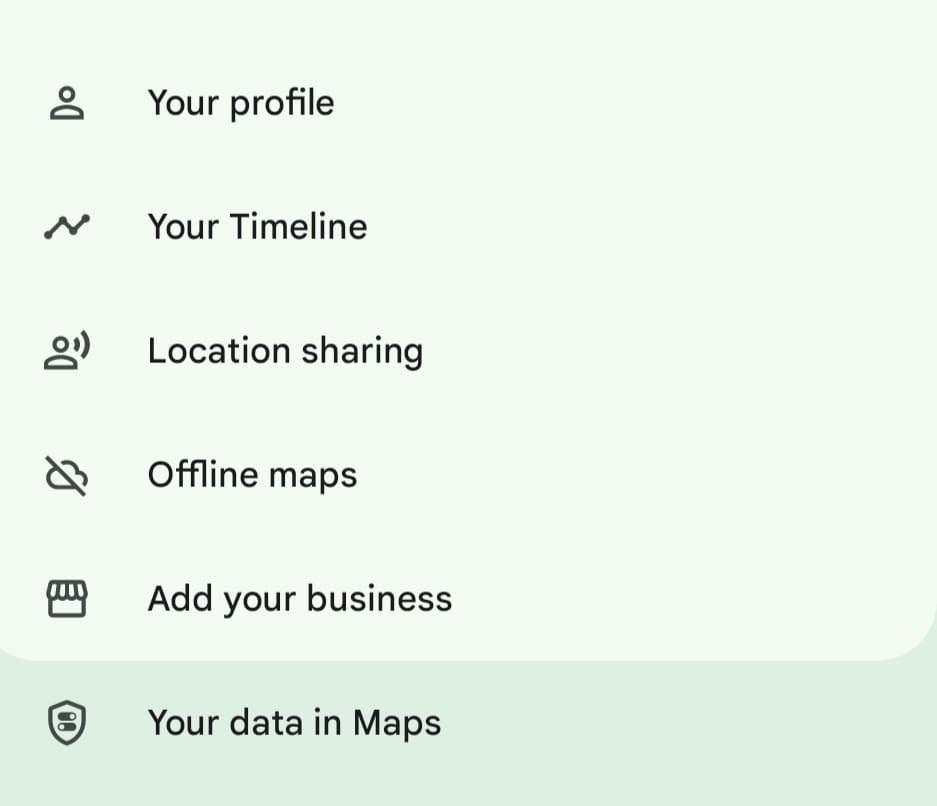 Your profile
Your Timeline
Location sharing
Offline maps
Add your business
Your data in Maps